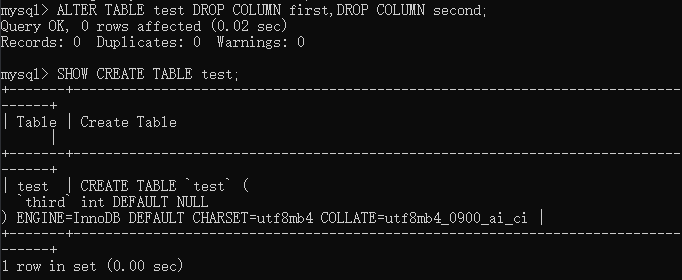 mysql> ALTER TABLE test DROP COLUMN first,DROP COLUMN second;
Query OK, 0 rows affected (0.02 sec)
Records: 0  Duplicates: 0  Warnings: 0
mysql> SHOW CREATE TABLE test;
+-------+--------------------------------------------------------------------------
------+
| Table | Create Table
      |
+-------+--------------------------------------------------------------------------
------+
| test  | CREATE TABLE `test` (
  `third` int DEFAULT NULL
) ENGINE=InnoDB DEFAULT CHARSET=utf8mb4 COLLATE=utf8mb4_0900_ai_ci |
+-------+--------------------------------------------------------------------------
------+
1 row in set (0.00 sec)